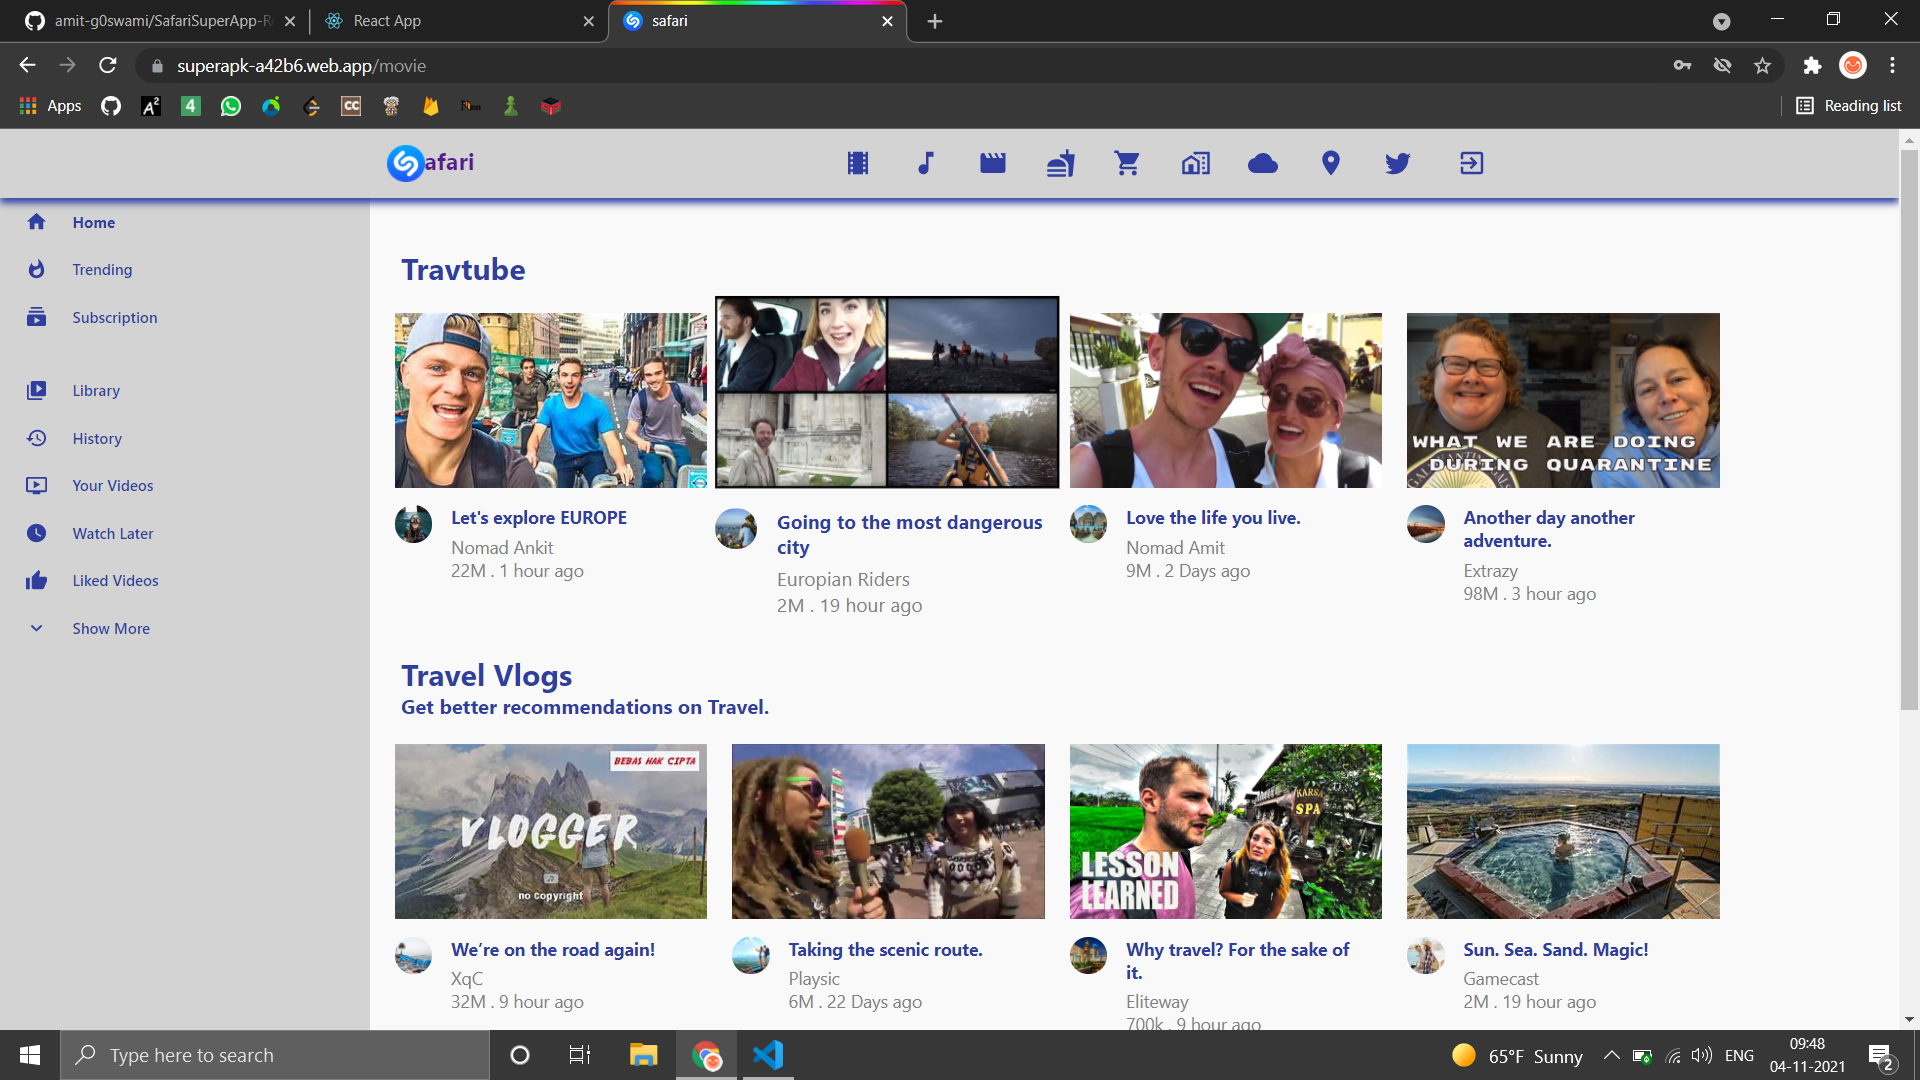 amit-g0swami/SafariSuperApp-Re
React App
safari
superapk-a42b6.web.app/movie
Apps
A²
4
CC
Reading list
afari
Home
Trending
Subscription
Library
History
Your Videos
Watch Later
Liked Videos
Show More
Travtube
WHAT WE ARE DOING
DURING QUARANTINE
Let's explore EUROPE
Nomad Ankit
22M . 1 hour ago
Going to the most dangerous
city
Europian Riders
2M . 19 hour ago
Love the life you live.
Nomad Amit
9M . 2 Days ago
Another day another
adventure.
Extrazy
98M . 3 hour ago
Travel Vlogs
Get better recommendations on Travel.
BEBAS HAK CIPTA
VLOGGER
no copyright
KARSA
SPA
LESSON
LEARNED
We’re on the road again!
XqC
32M . 9 hour ago
Taking the scenic route.
Playsic
6M . 22 Days ago
Why travel? For the sake of
it.
Eliteway
700k . 9 hour ago
Sun. Sea. Sand. Magic!
Gamecast
2M . 19 hour ago
Type here to search
65°F Sunny
ENG
09:48
04-11-2021
2